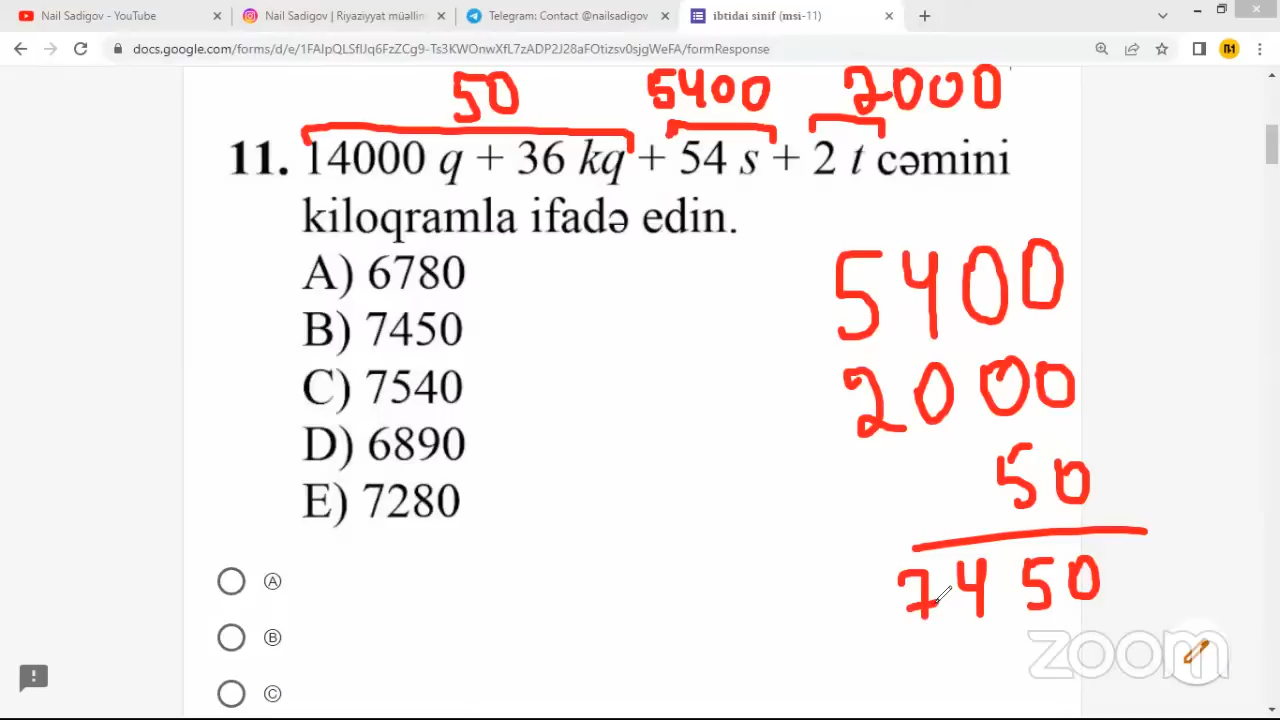 Nail Sadigov - YouTube
Nail Sadigov | Riyaziyyat müəllin
Telegram: Contact @nailsadigov
ibtidai sinif (msi-11)
docs.google.com/forms/d/e/1FAIpQLSfIJq6FzZCg9-Ts3KWOnwXfL7zADP2J28aFOtizsv0sjgWeFA/formResponse
50 5400 2000
11. 14000 q + 36 kq + 54 s + 2 t cəmini
kiloqramla ifadə edin.
A) 6780
B) 7450
C) 7540
D) 6890
E) 7280
5400
2000
50
7450
A
B
C
zoom